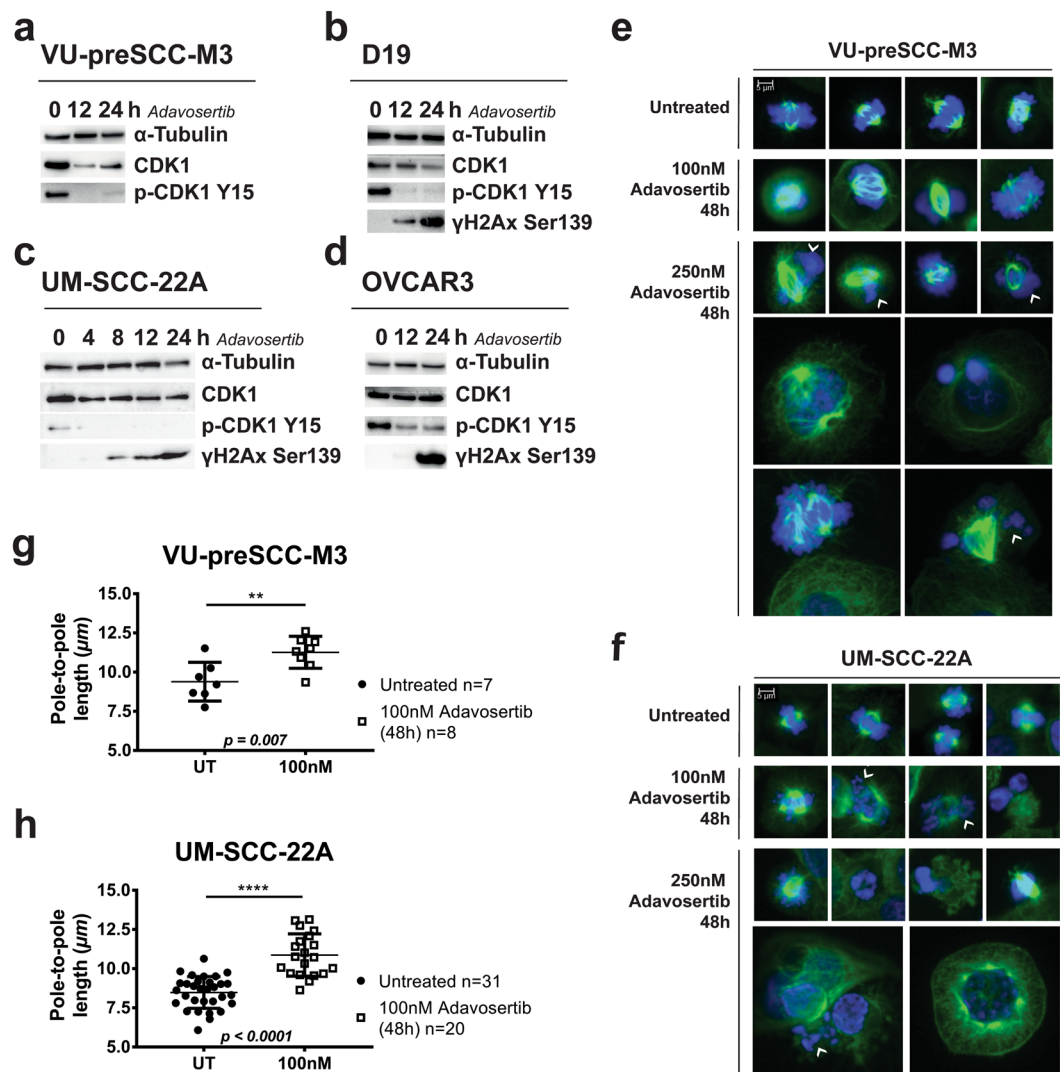 a
VU-preSCC-M3
0 12 24 h Adavosertib
α-Tubulin
CDK1
p-CDK1 Y15
b
D19
0 12 24 h Adavosertib
α-Tubulin
CDK1
p-CDK1 Y15
γH2Ax Ser139
c
UM-SCC-22A
0 4 8 12 24 h Adavosertib
α-Tubulin
CDK1
p-CDK1 Y15
γH2Ax Ser139
d
OVCAR3
0 12 24 h Adavosertib
α-Tubulin
CDK1
p-CDK1 Y15
γH2Ax Ser139
e
VU-preSCC-M3
Untreated
5 μm
100nM
Adavosertib
48h
250nM
Adavosertib
48h
f
UM-SCC-22A
Untreated
5 μm
100nM
Adavosertib
48h
250nM
Adavosertib
48h
g
VU-preSCC-M3
Pole-to-pole
length (μm)
15.0
12.5
10.0
7.5
5.0
**
p = 0.007
UT 100nM
Untreated n=7
100nM Adavosertib
(48h) n=8
h
UM-SCC-22A
Pole-to-pole
length (μm)
15.0
12.5
10.0
7.5
5.0
****
p < 0.0001
UT 100nM
Untreated n=31
100nM Adavosertib
(48h) n=20